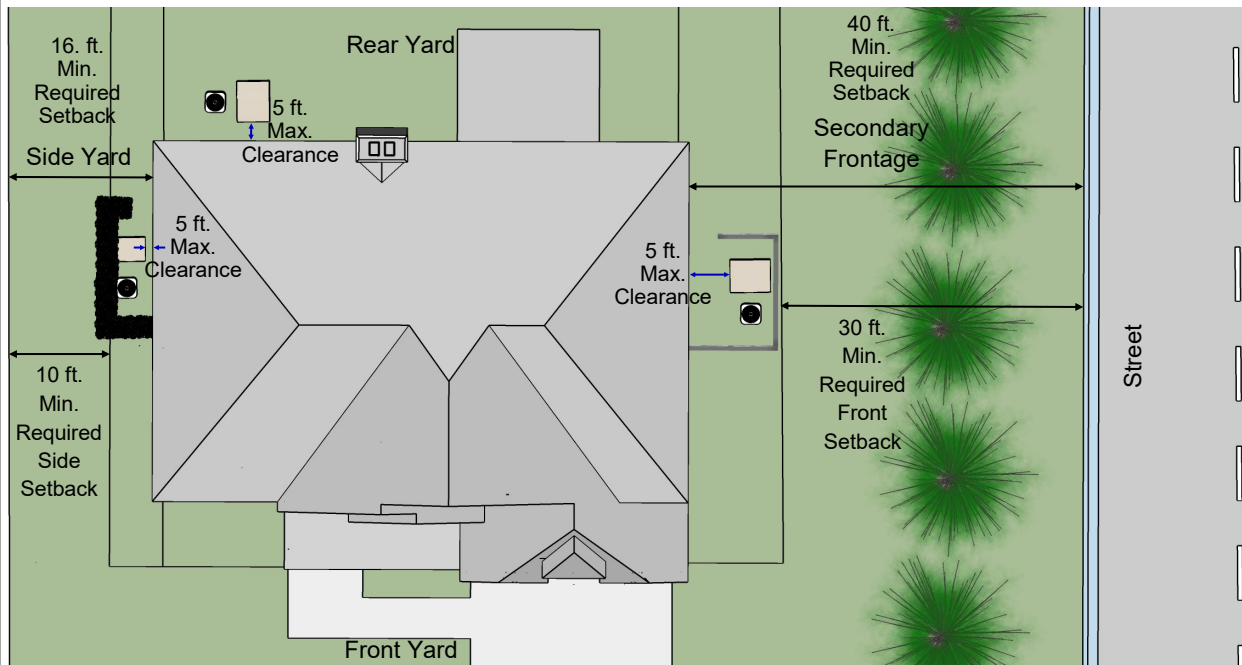 16. ft.
Min.
Required
Setback
Side Yard
Rear Yard
5 ft.
Max.
Clearance
40 ft.
Min.
Required
Setback
Secondary
Frontage
5 ft.
Max.
Clearance
5 ft.
Max.
Clearance
10 ft.
Min.
Required
Side
Setback
30 ft.
Min.
Required
Front
Setback
Street
Front Yard